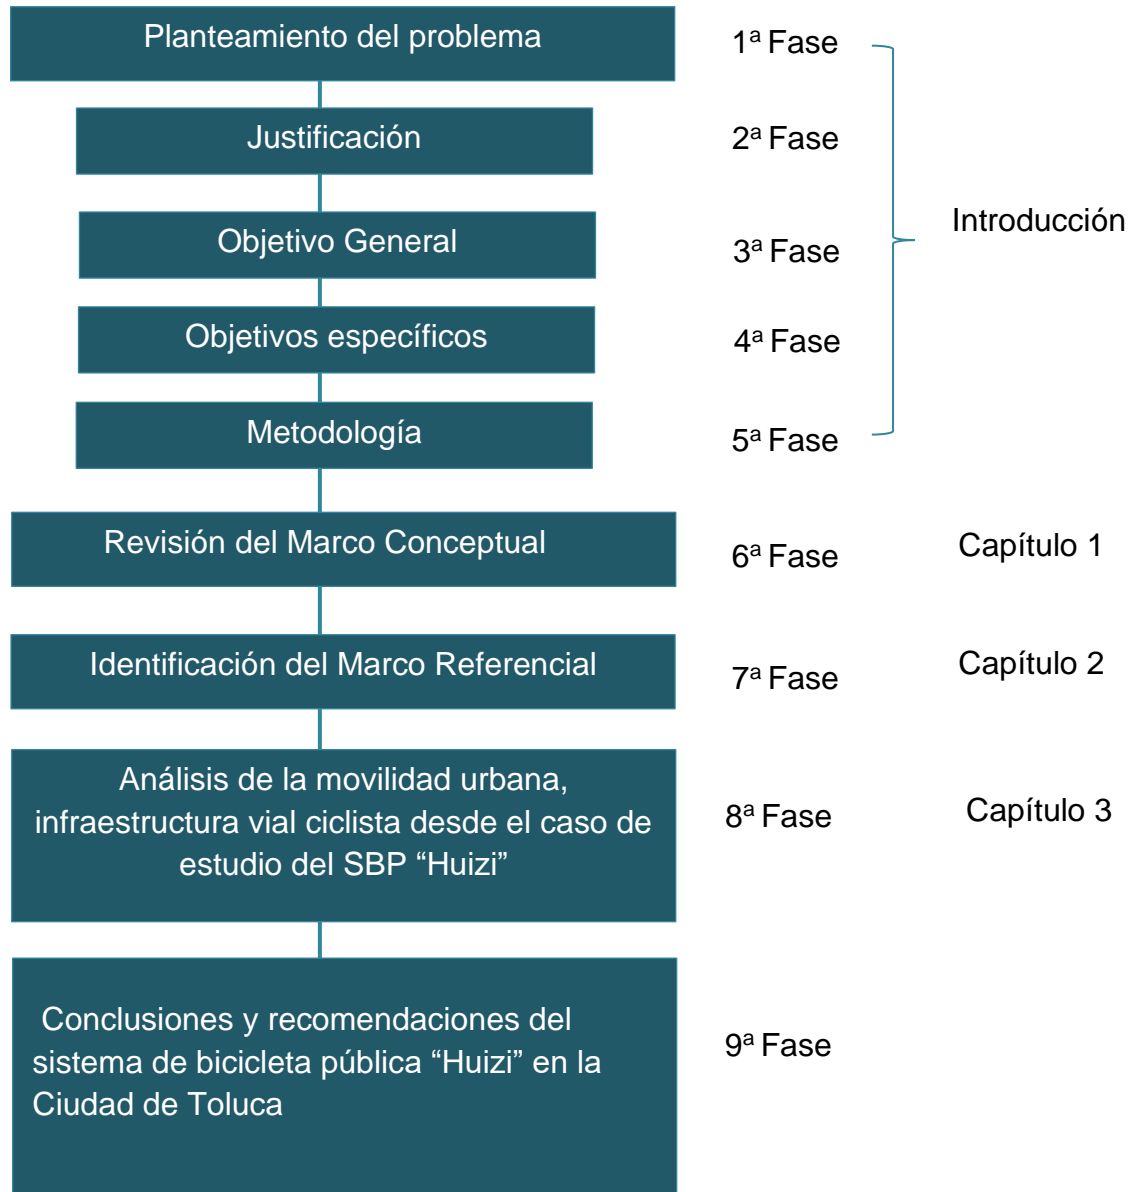 Planteamiento del problema
1ª Fase
Justificación
2ª Fase
Introducción
Objetivo General
3ª Fase
Objetivos específicos
4ª Fase
Metodología
5ª Fase
Revisión del Marco Conceptual
6ª Fase
Capítulo 1
Identificación del Marco Referencial
7ª Fase
Capítulo 2
Análisis de la movilidad urbana,
infraestructura vial ciclista desde el caso de
estudio del SBP “Huizi”
8ª Fase
Capítulo 3
Conclusiones y recomendaciones del
sistema de bicicleta pública “Huizi” en la
Ciudad de Toluca
9ª Fase